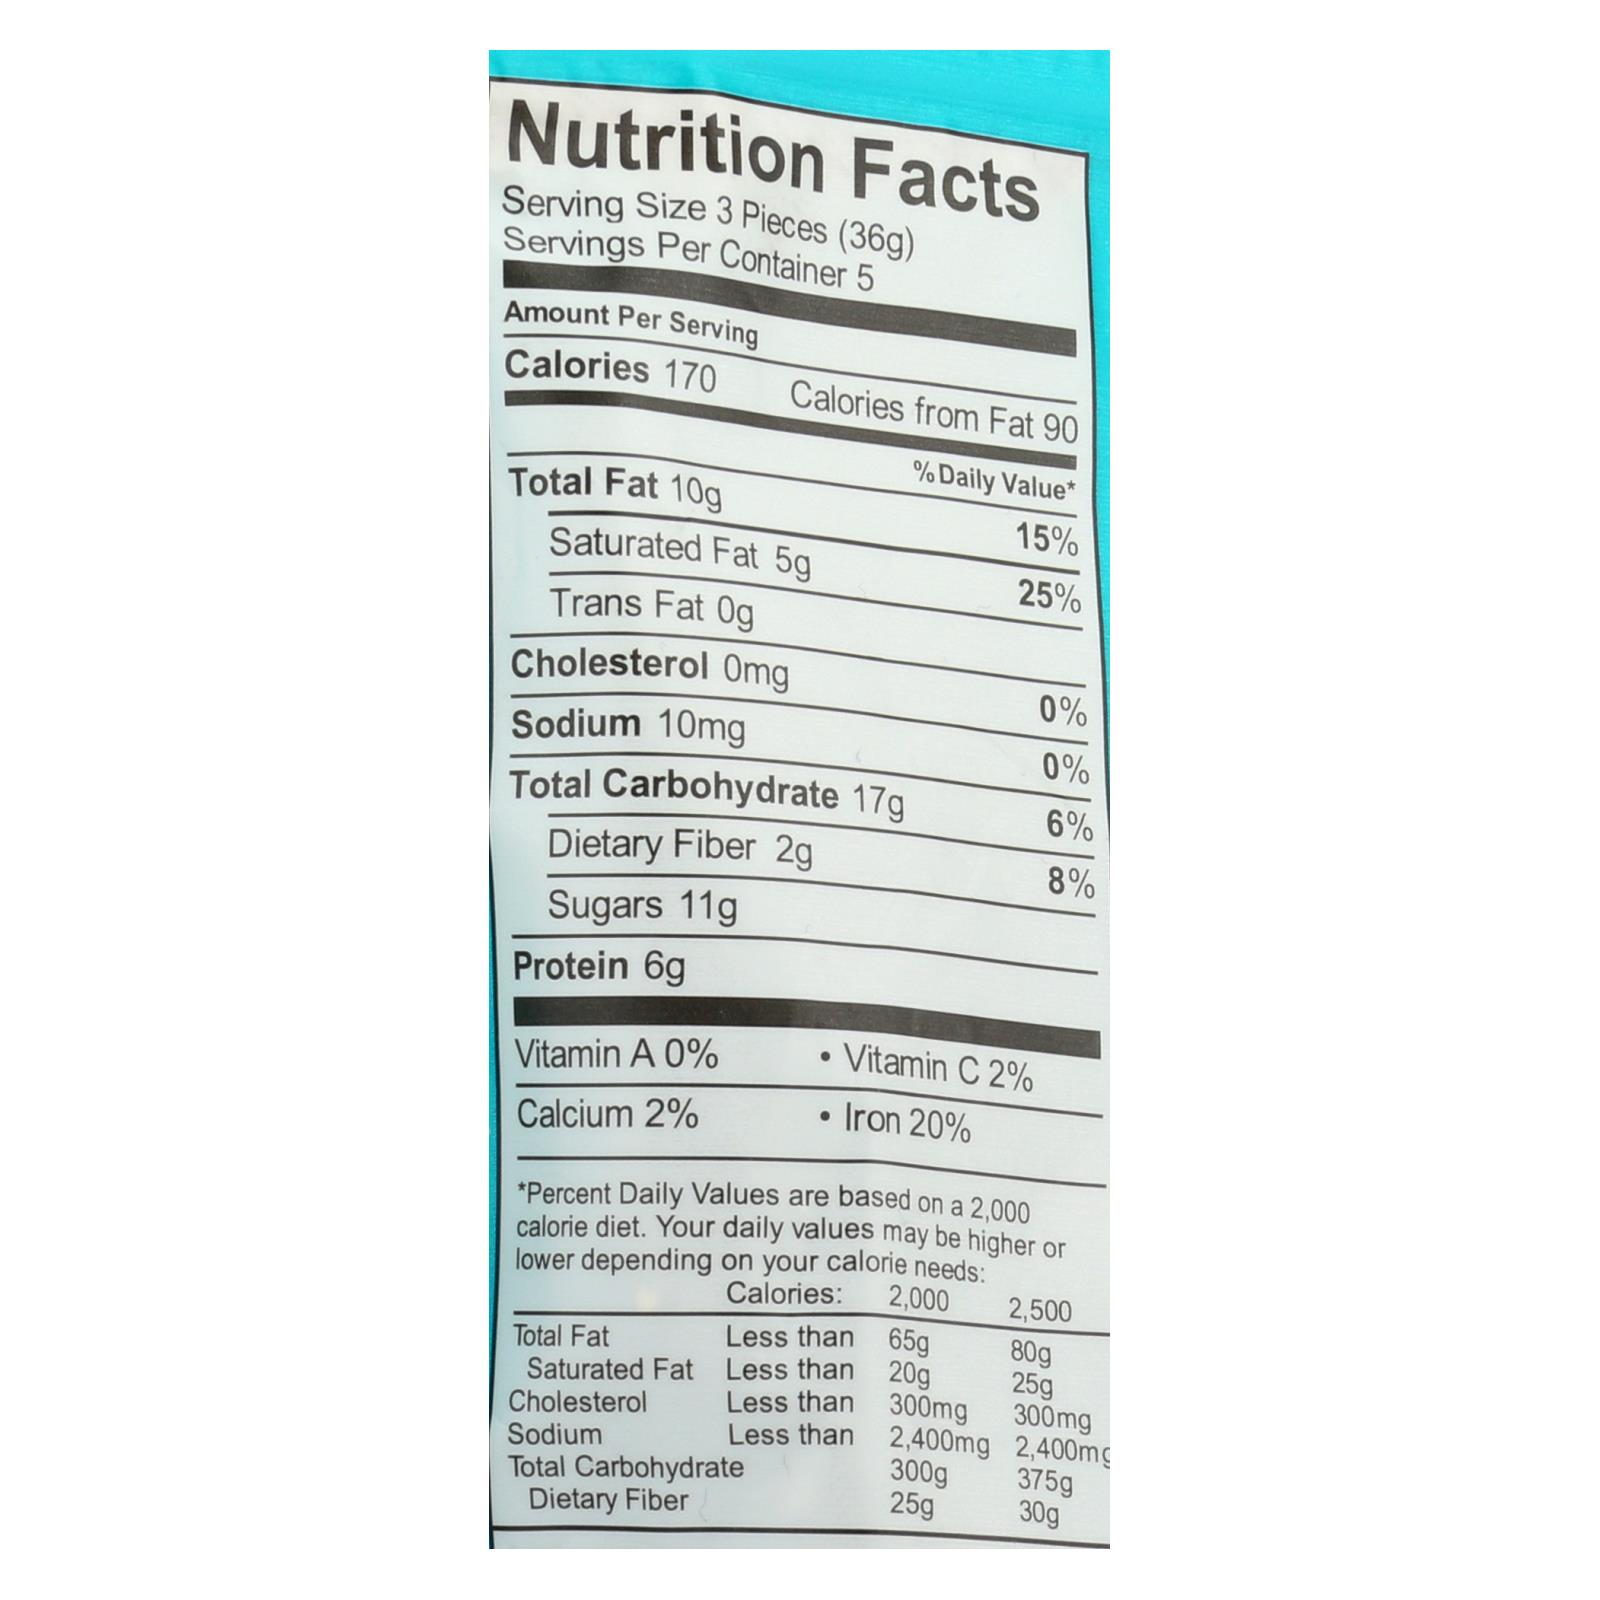 Nutrition Facts
Serving Size 3 Pieces (36g)
Servings Per Container 5
Amount Per Serving
Calories 170 Calories from Fat 90
% Daily Value*
Total Fat 10g 15%
Saturated Fat 5g 25%
Trans Fat 0g
Cholesterol 0mg 0%
Sodium 10mg 0%
Total Carbohydrate 17g 6%
Dietary Fiber 2g 8%
Sugars 11g
Protein 6g
Vitamin A 0% • Vitamin C 2%
Calcium 2% • Iron 20%
*Percent Daily Values are based on a 2,000
calorie diet. Your daily values may be higher or
lower depending on your calorie needs:
Calories: 2,000 2,500
Total Fat Less than 65g 80g
Saturated Fat Less than 20g 25g
Cholesterol Less than 300mg 300mg
Sodium Less than 2,400mg 2,400mg
Total Carbohydrate 300g 375g
Dietary Fiber 25g 30g